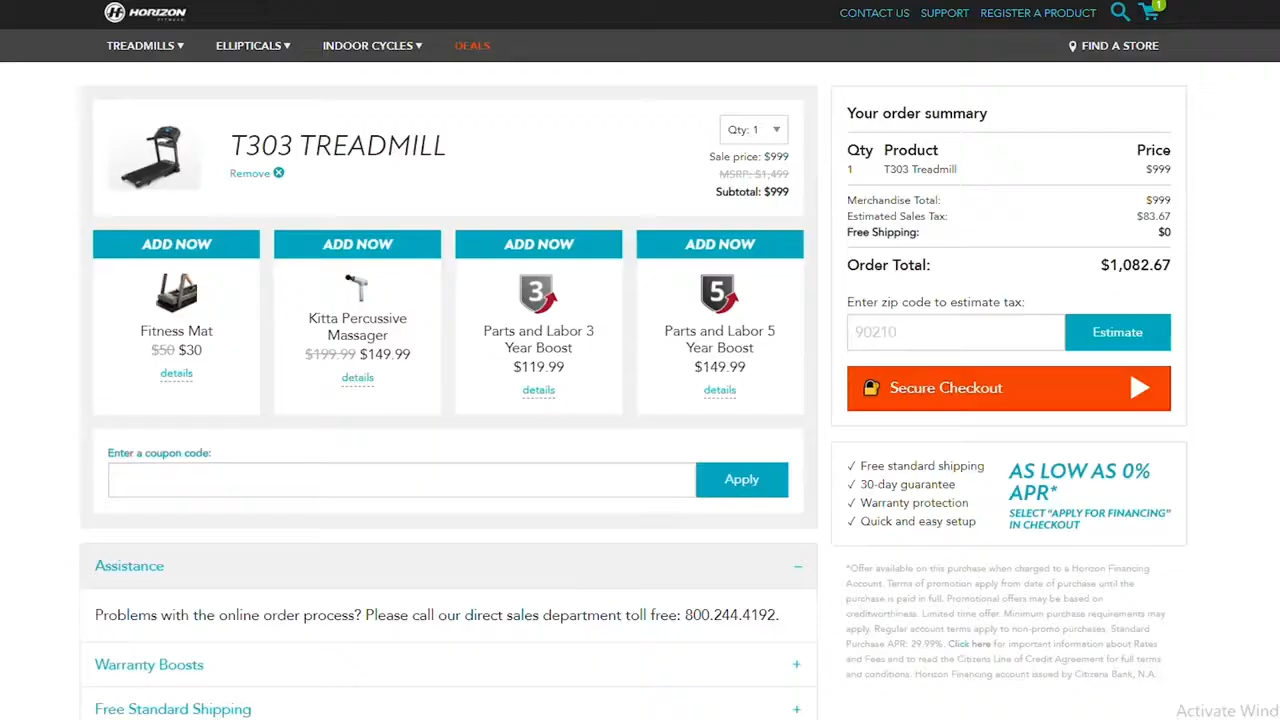 HORIZON
FITNESS
CONTACT US SUPPORT REGISTER A PRODUCT 1
TREADMILLS ELLIPTICALS INDOOR CYCLES DEALS FIND A STORE
T303 TREADMILL
Remove
Qty: 1
Sale price: $999
MSRP: $1,499
Subtotal: $999
ADD NOW
Fitness Mat
$50 $30
details
ADD NOW
Kitta Percussive
Massager
$199.99 $149.99
details
ADD NOW
3
Parts and Labor 3
Year Boost
$119.99
details
ADD NOW
5
Parts and Labor 5
Year Boost
$149.99
details
Enter a coupon code:
Apply
Assistance
Problems with the online order process? Please call our direct sales department toll free: 800.244.4192.
Warranty Boosts
Free Standard Shipping
Your order summary
Qty Product Price
1 T303 Treadmill $999
Merchandise Total: $999
Estimated Sales Tax: $83.67
Free Shipping: $0
Order Total: $1,082.67
Enter zip code to estimate tax:
90210 Estimate
Secure Checkout
✓ Free standard shipping
✓ 30-day guarantee
✓ Warranty protection
✓ Quick and easy setup
AS LOW AS 0%
APR*
SELECT "APPLY FOR FINANCING"
IN CHECKOUT
*Offer available on this purchase when charged to a Horizon Financing
Account. Terms of promotion apply from date of purchase until the
purchase is paid in full. Promotional offers may be based on
creditworthiness. Limited time offer. Minimum purchase requirements may
apply. Regular account terms apply to non-promo purchases. Standard
Purchase APR: 29.99%. Click here for important information about Rates
and Fees and to read the Citizens Line of Credit Agreement for full terms
and conditions. Horizon Financing account issued by Citizens Bank, N.A.
Activate Wind